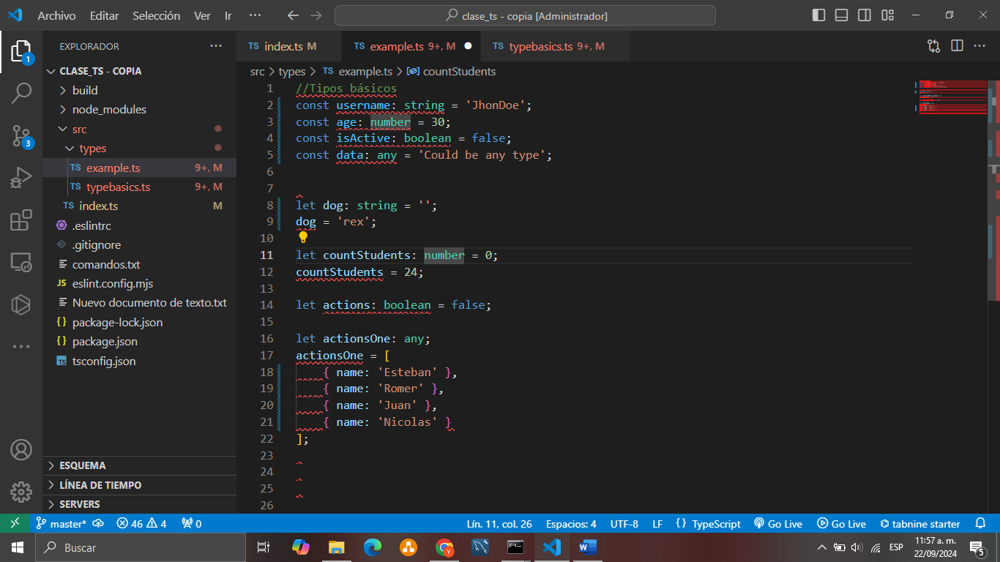 Archivo Editar Selección Ver Ir ··· clase_ts - copia [Administrador]
EXPLORADOR ···
CLASE_TS - COPIA
build
node_modules
src
types
TS example.ts 9+, M
TS typebasics.ts 9+, M
TS index.ts M
.eslintrc
.gitignore
comandos.txt
JS eslint.config.mjs
Nuevo documento de texto.txt
{} package-lock.json
{} package.json
TS tsconfig.json
ESQUEMA
LÍNEA DE TIEMPO
SERVERS
1
3
TS index.ts M TS example.ts 9+, M TS typebasics.ts 9+, M
src > types > TS example.ts > countStudents
1 //Tipos básicos
2 const username: string = 'JhonDoe';
3 const age: number = 30;
4 const isActive: boolean = false;
5 const data: any = 'Could be any type';
6
7
8 let dog: string = '';
9 dog = 'rex';
10
11 let countStudents: number = 0;
12 countStudents = 24;
13
14 let actions: boolean = false;
15
16 let actionsOne: any;
17 actionsOne = [
18 { name: 'Esteban' },
19 { name: 'Romer' },
20 { name: 'Juan' },
21 { name: 'Nicolas' }
22 ];
23
24
25
26
master* 46 4 0 Lín. 11, col. 26 Espacios: 4 UTF-8 LF {} TypeScript Go Live Go Live tabnine starter
Buscar ESP 11:57 a. m.
22/09/2024 5